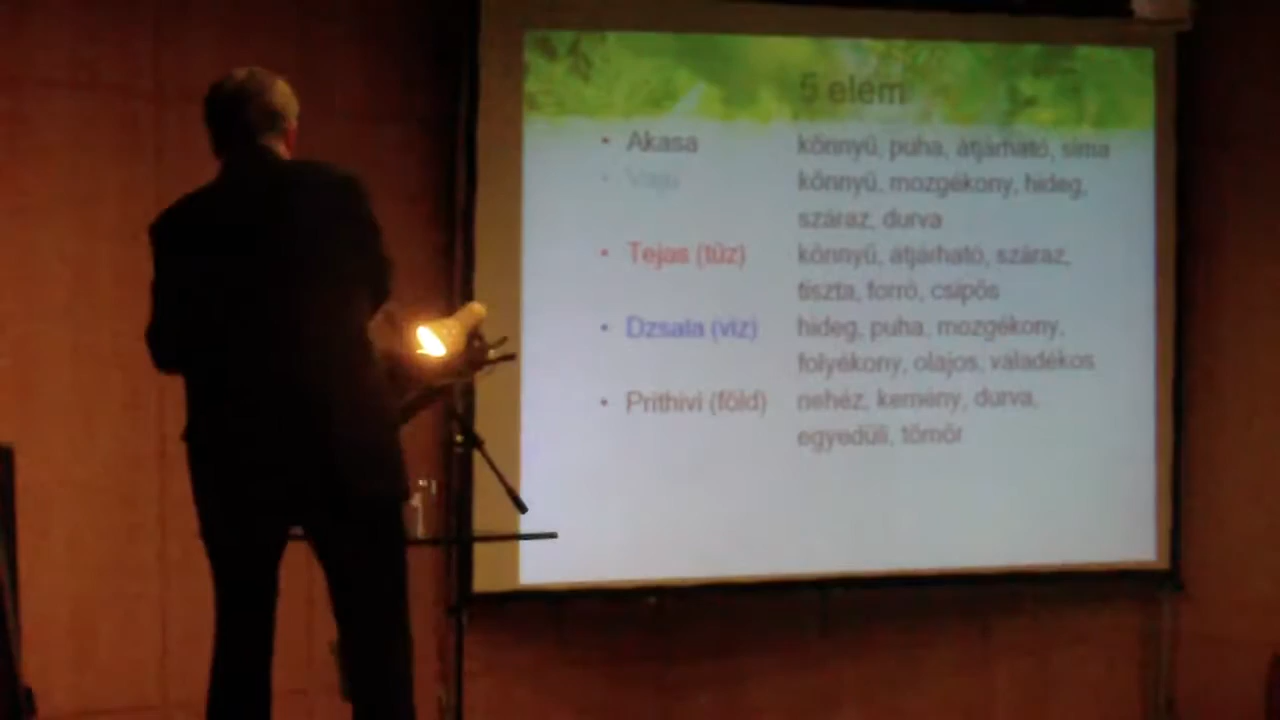 5 elem
• Akasa könnyű, puha, átjárható, sima
• Vaju könnyű, mozgékony, hideg,
száraz, durva
• Tejas (tűz) könnyű, átjárható, száraz,
tiszta, forró, csípős
• Dzsala (víz) hideg, puha, mozgékony,
folyékony, olajos, váladékos
• Prithivi (föld) nehéz, kemény, durva,
egyedüli, tömör